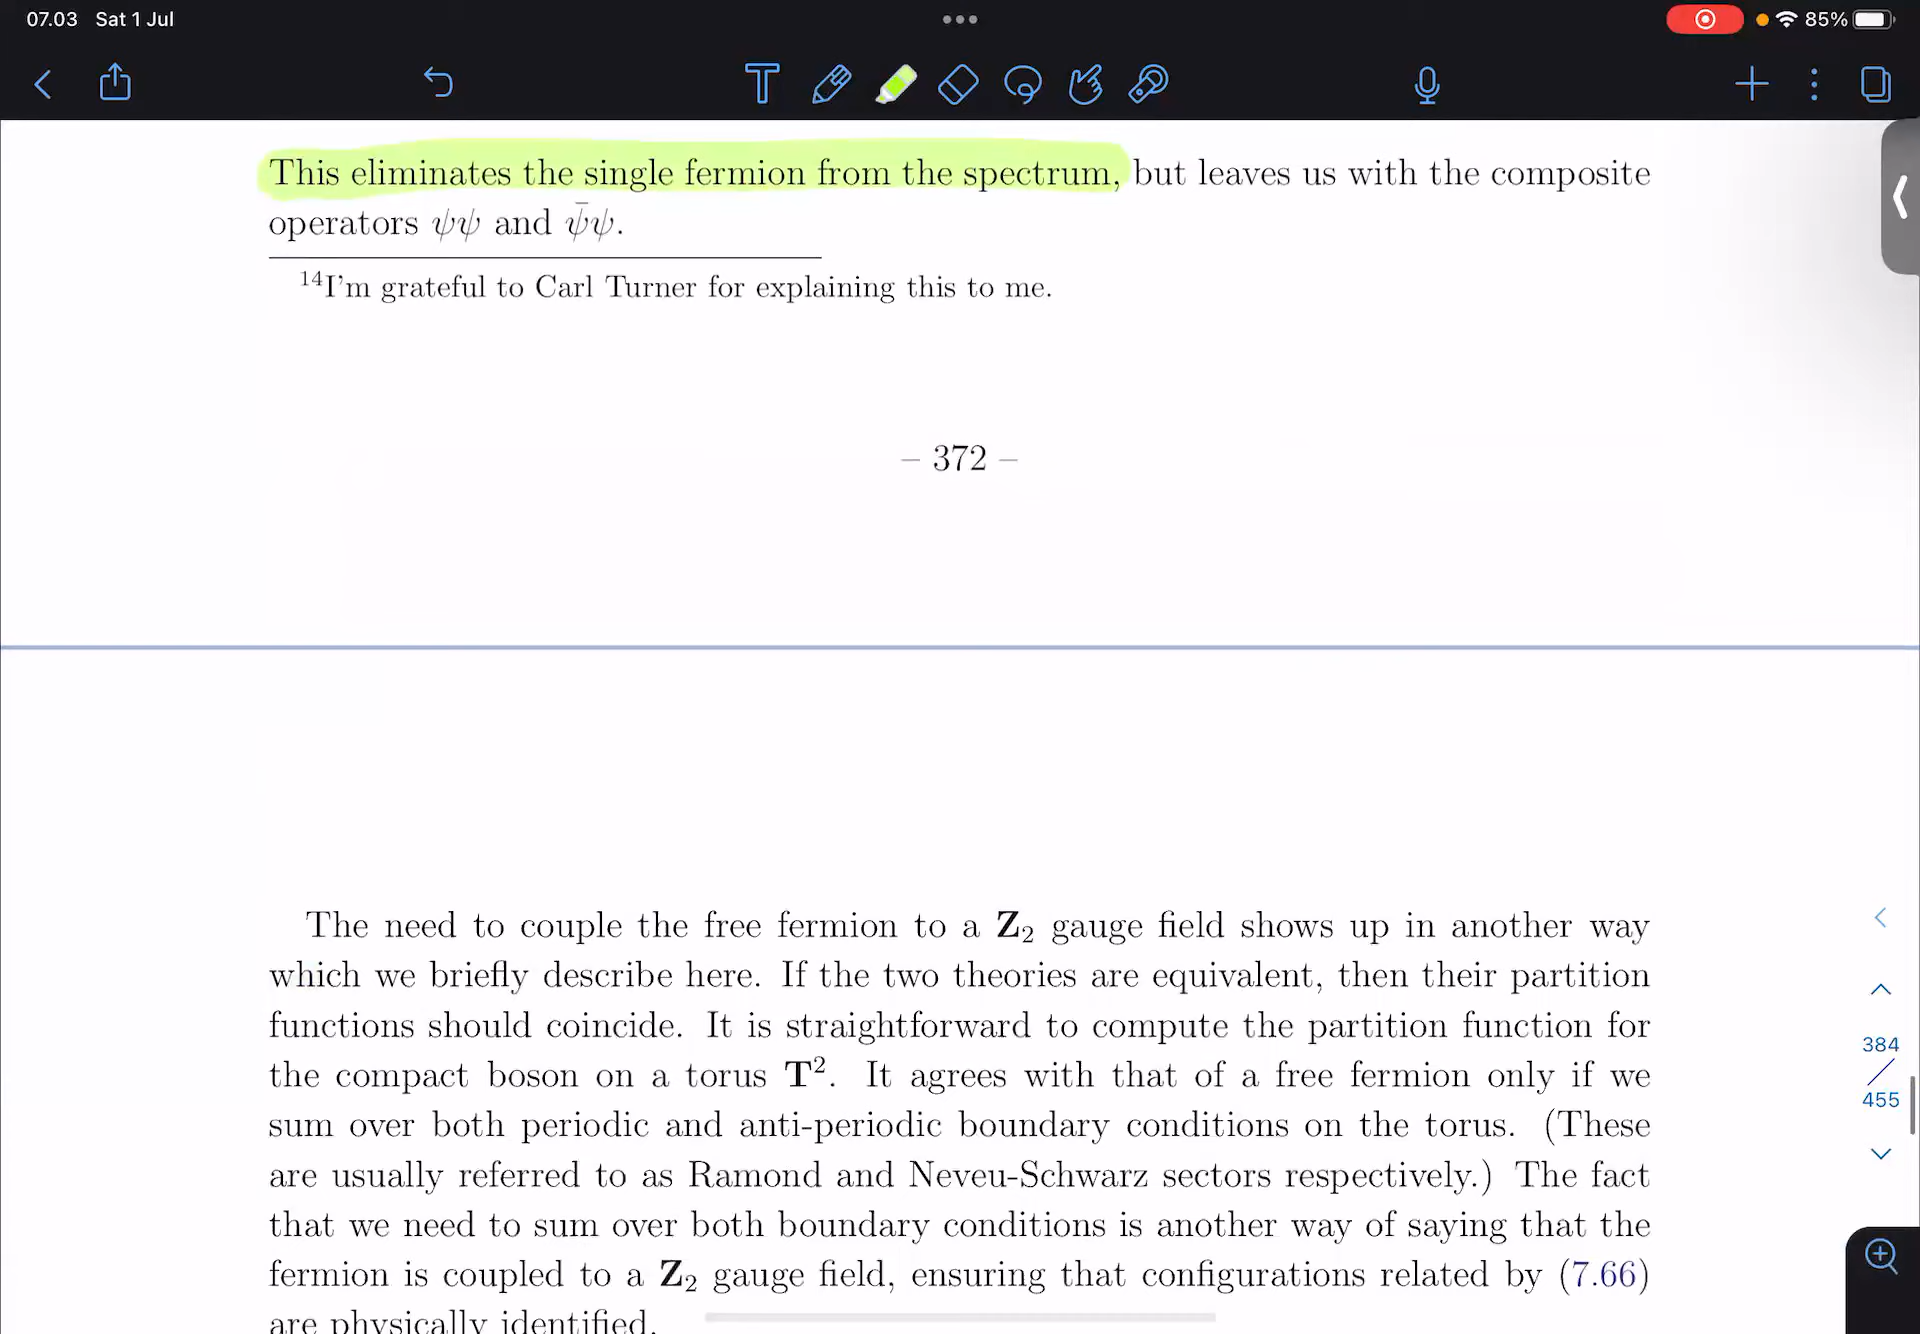 07.03 Sat 1 Jul
85%
This eliminates the single fermion from the spectrum, but leaves us with the composite
operators ψψ and ψ̄ψ.
¹⁴I'm grateful to Carl Turner for explaining this to me.
– 372 –
The need to couple the free fermion to a Z₂ gauge field shows up in another way
which we briefly describe here. If the two theories are equivalent, then their partition
functions should coincide. It is straightforward to compute the partition function for
the compact boson on a torus T². It agrees with that of a free fermion only if we
sum over both periodic and anti-periodic boundary conditions on the torus. (These
are usually referred to as Ramond and Neveu-Schwarz sectors respectively.) The fact
that we need to sum over both boundary conditions is another way of saying that the
fermion is coupled to a Z₂ gauge field, ensuring that configurations related by (7.66)
are physically identified.
384
/
455